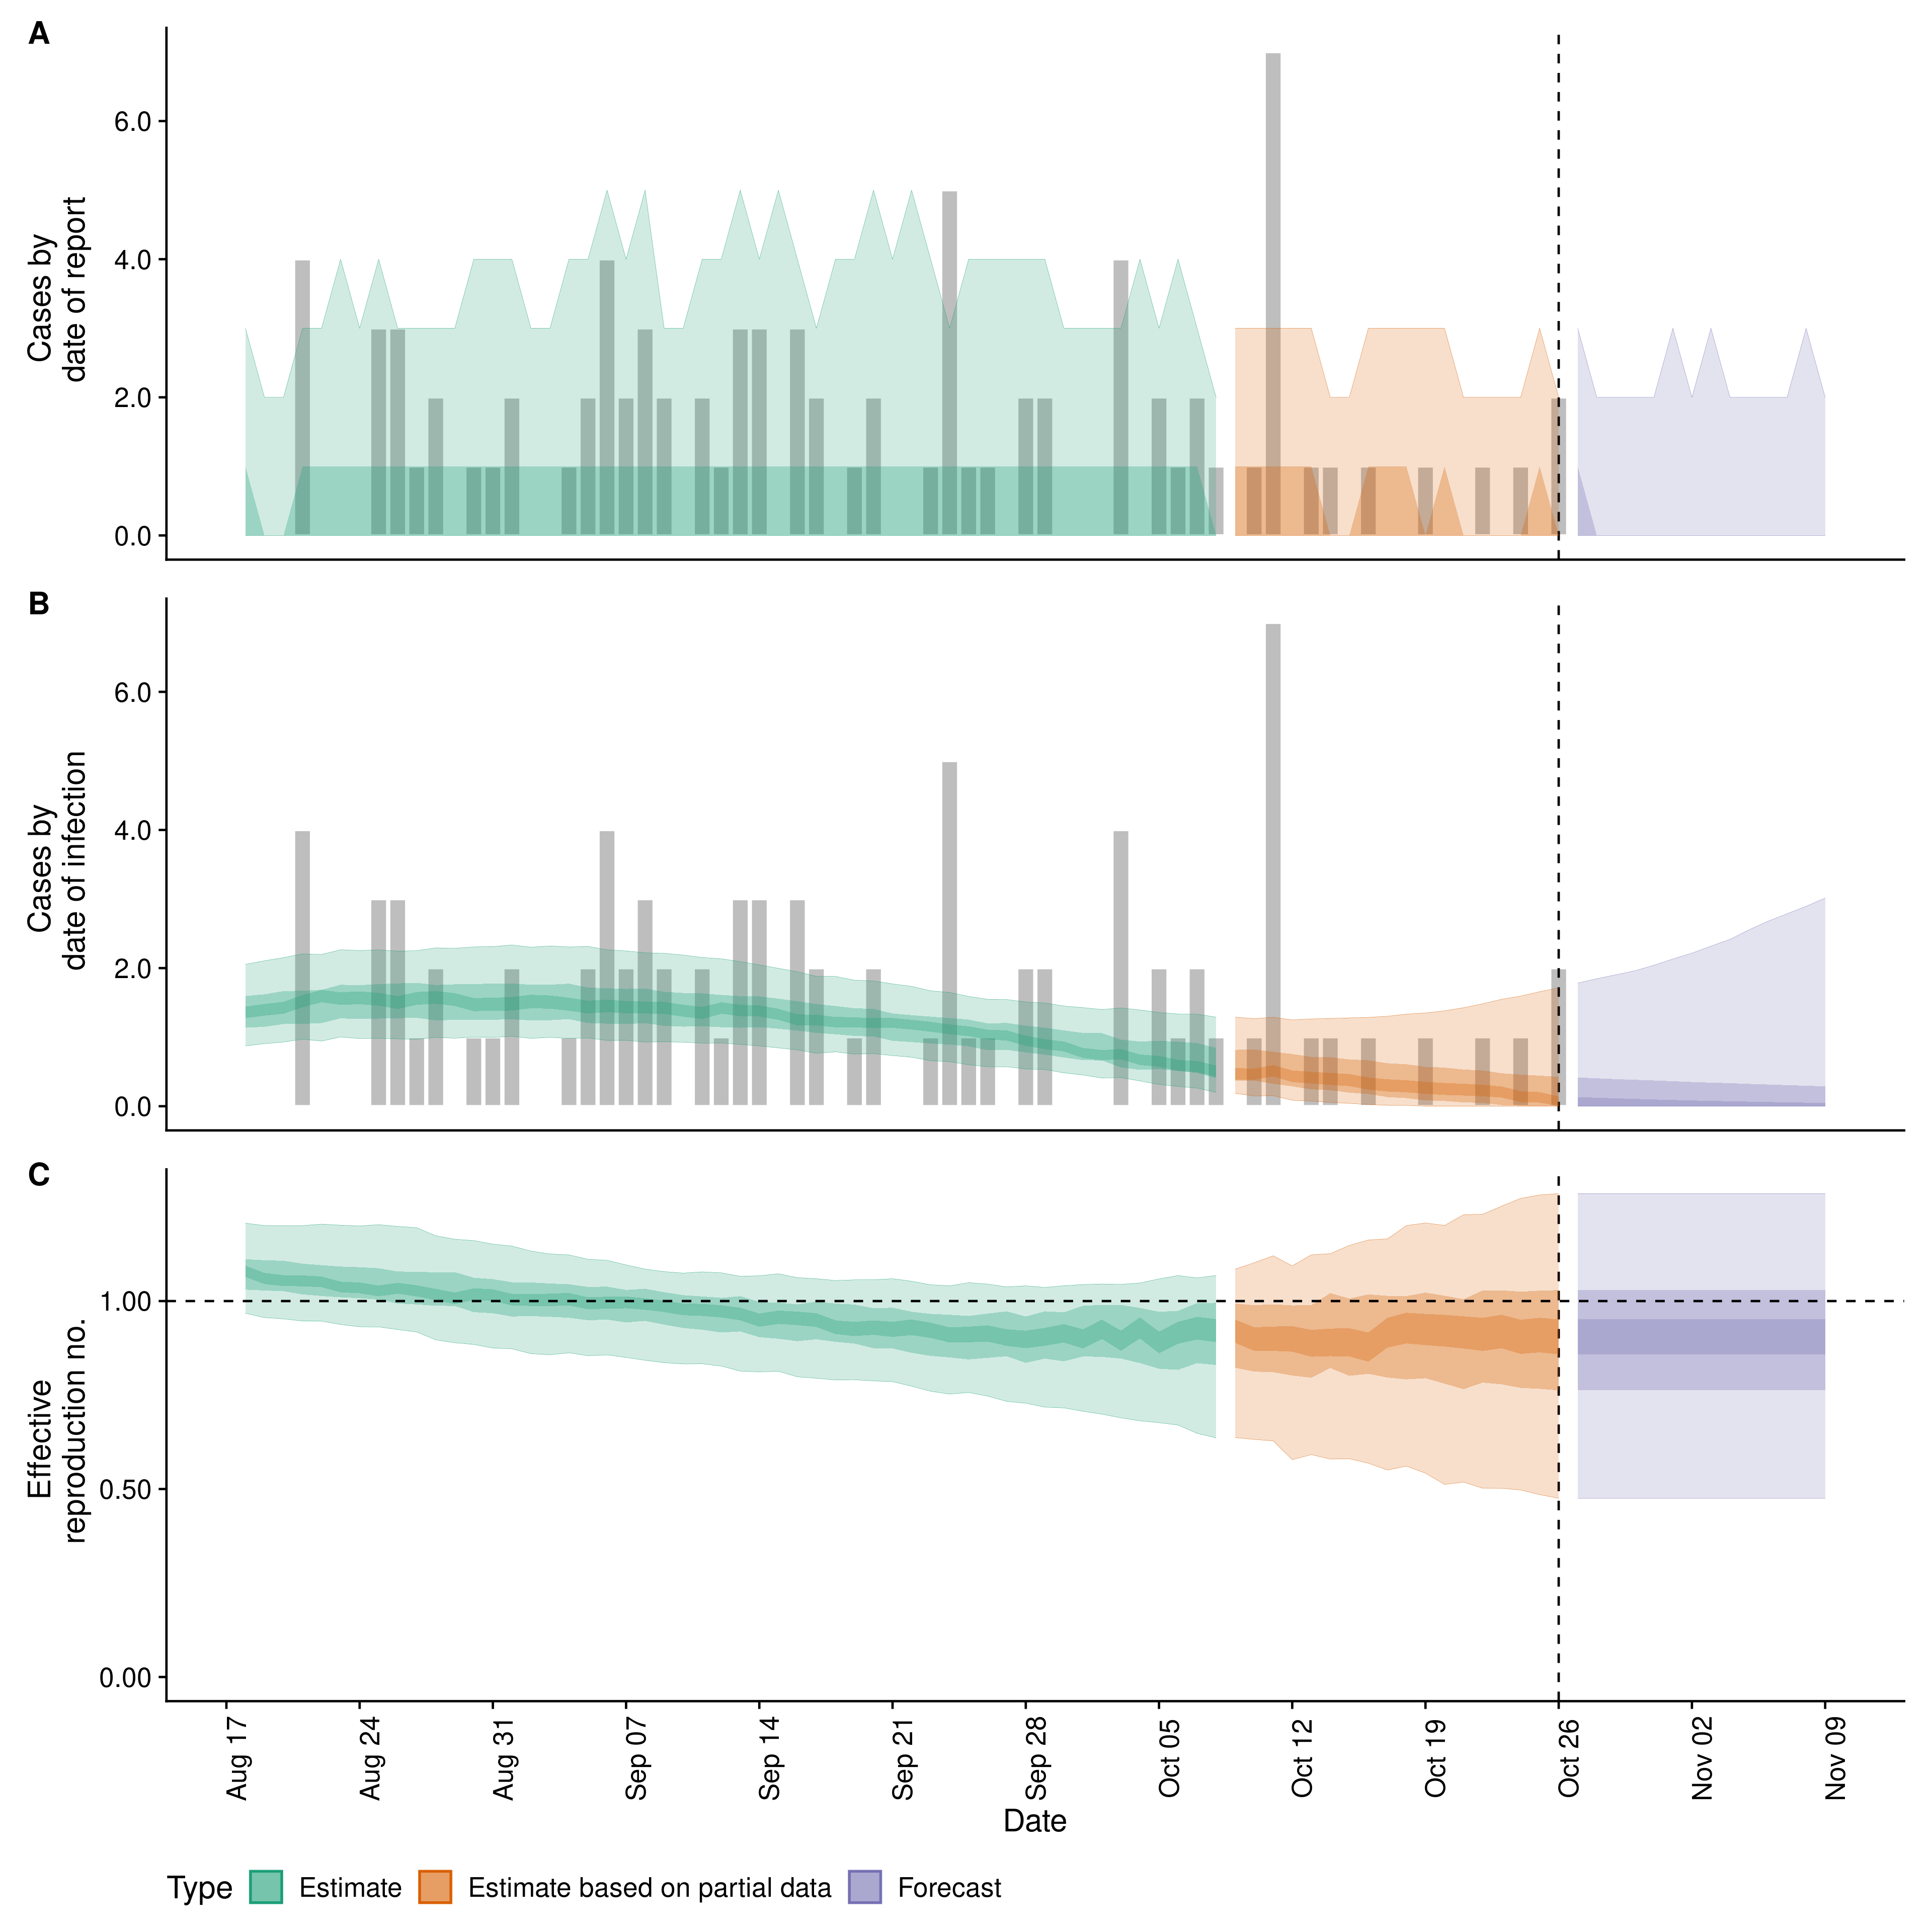 A
Cases by
date of report
6.0
4.0
2.0
0.0
B
Cases by
date of infection
6.0
4.0
2.0
0.0
C
Effective
reproduction no.
1.00
0.50
0.00
Aug 17
Aug 24
Aug 31
Sep 07
Sep 14
Sep 21
Sep 28
Oct 05
Oct 12
Oct 19
Oct 26
Nov 02
Nov 09
Date
Type Estimate Estimate based on partial data Forecast